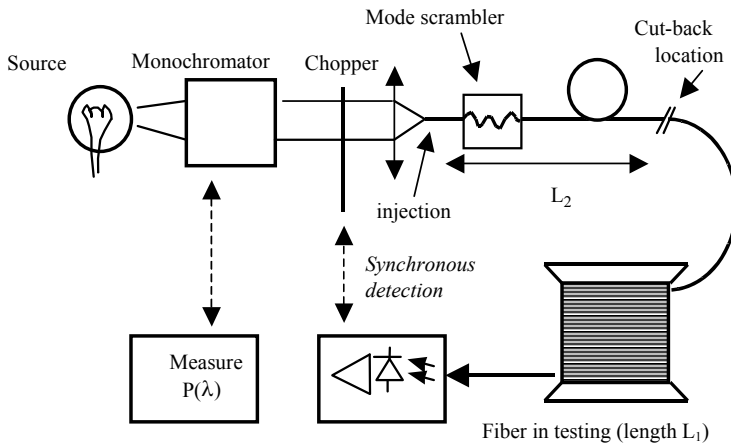 Mode scrambler
Cut-back
location
Source
Monochromator
Chopper
injection
L₂
Synchronous
detection
Measure
P(λ)
Fiber in testing (length L₁)